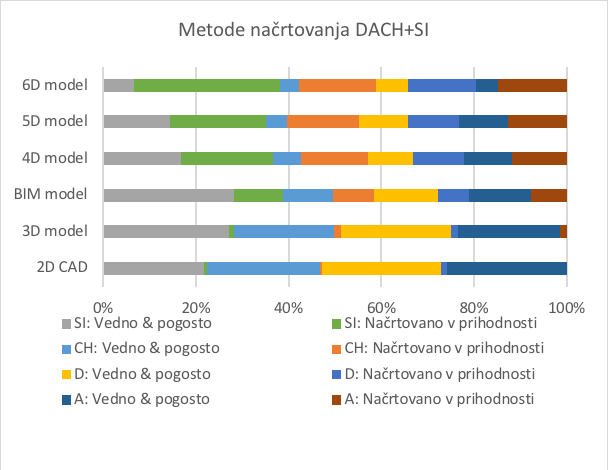 Metode načrtovanja DACH+SI
6D model
5D model
4D model
BIM model
3D model
2D CAD
0% 20% 40% 60% 80% 100%
SI: Vedno & pogosto SI: Načrtovano v prihodnosti
CH: Vedno & pogosto CH: Načrtovano v prihodnosti
D: Vedno & pogosto D: Načrtovano v prihodnosti
A: Vedno & pogosto A: Načrtovano v prihodnosti